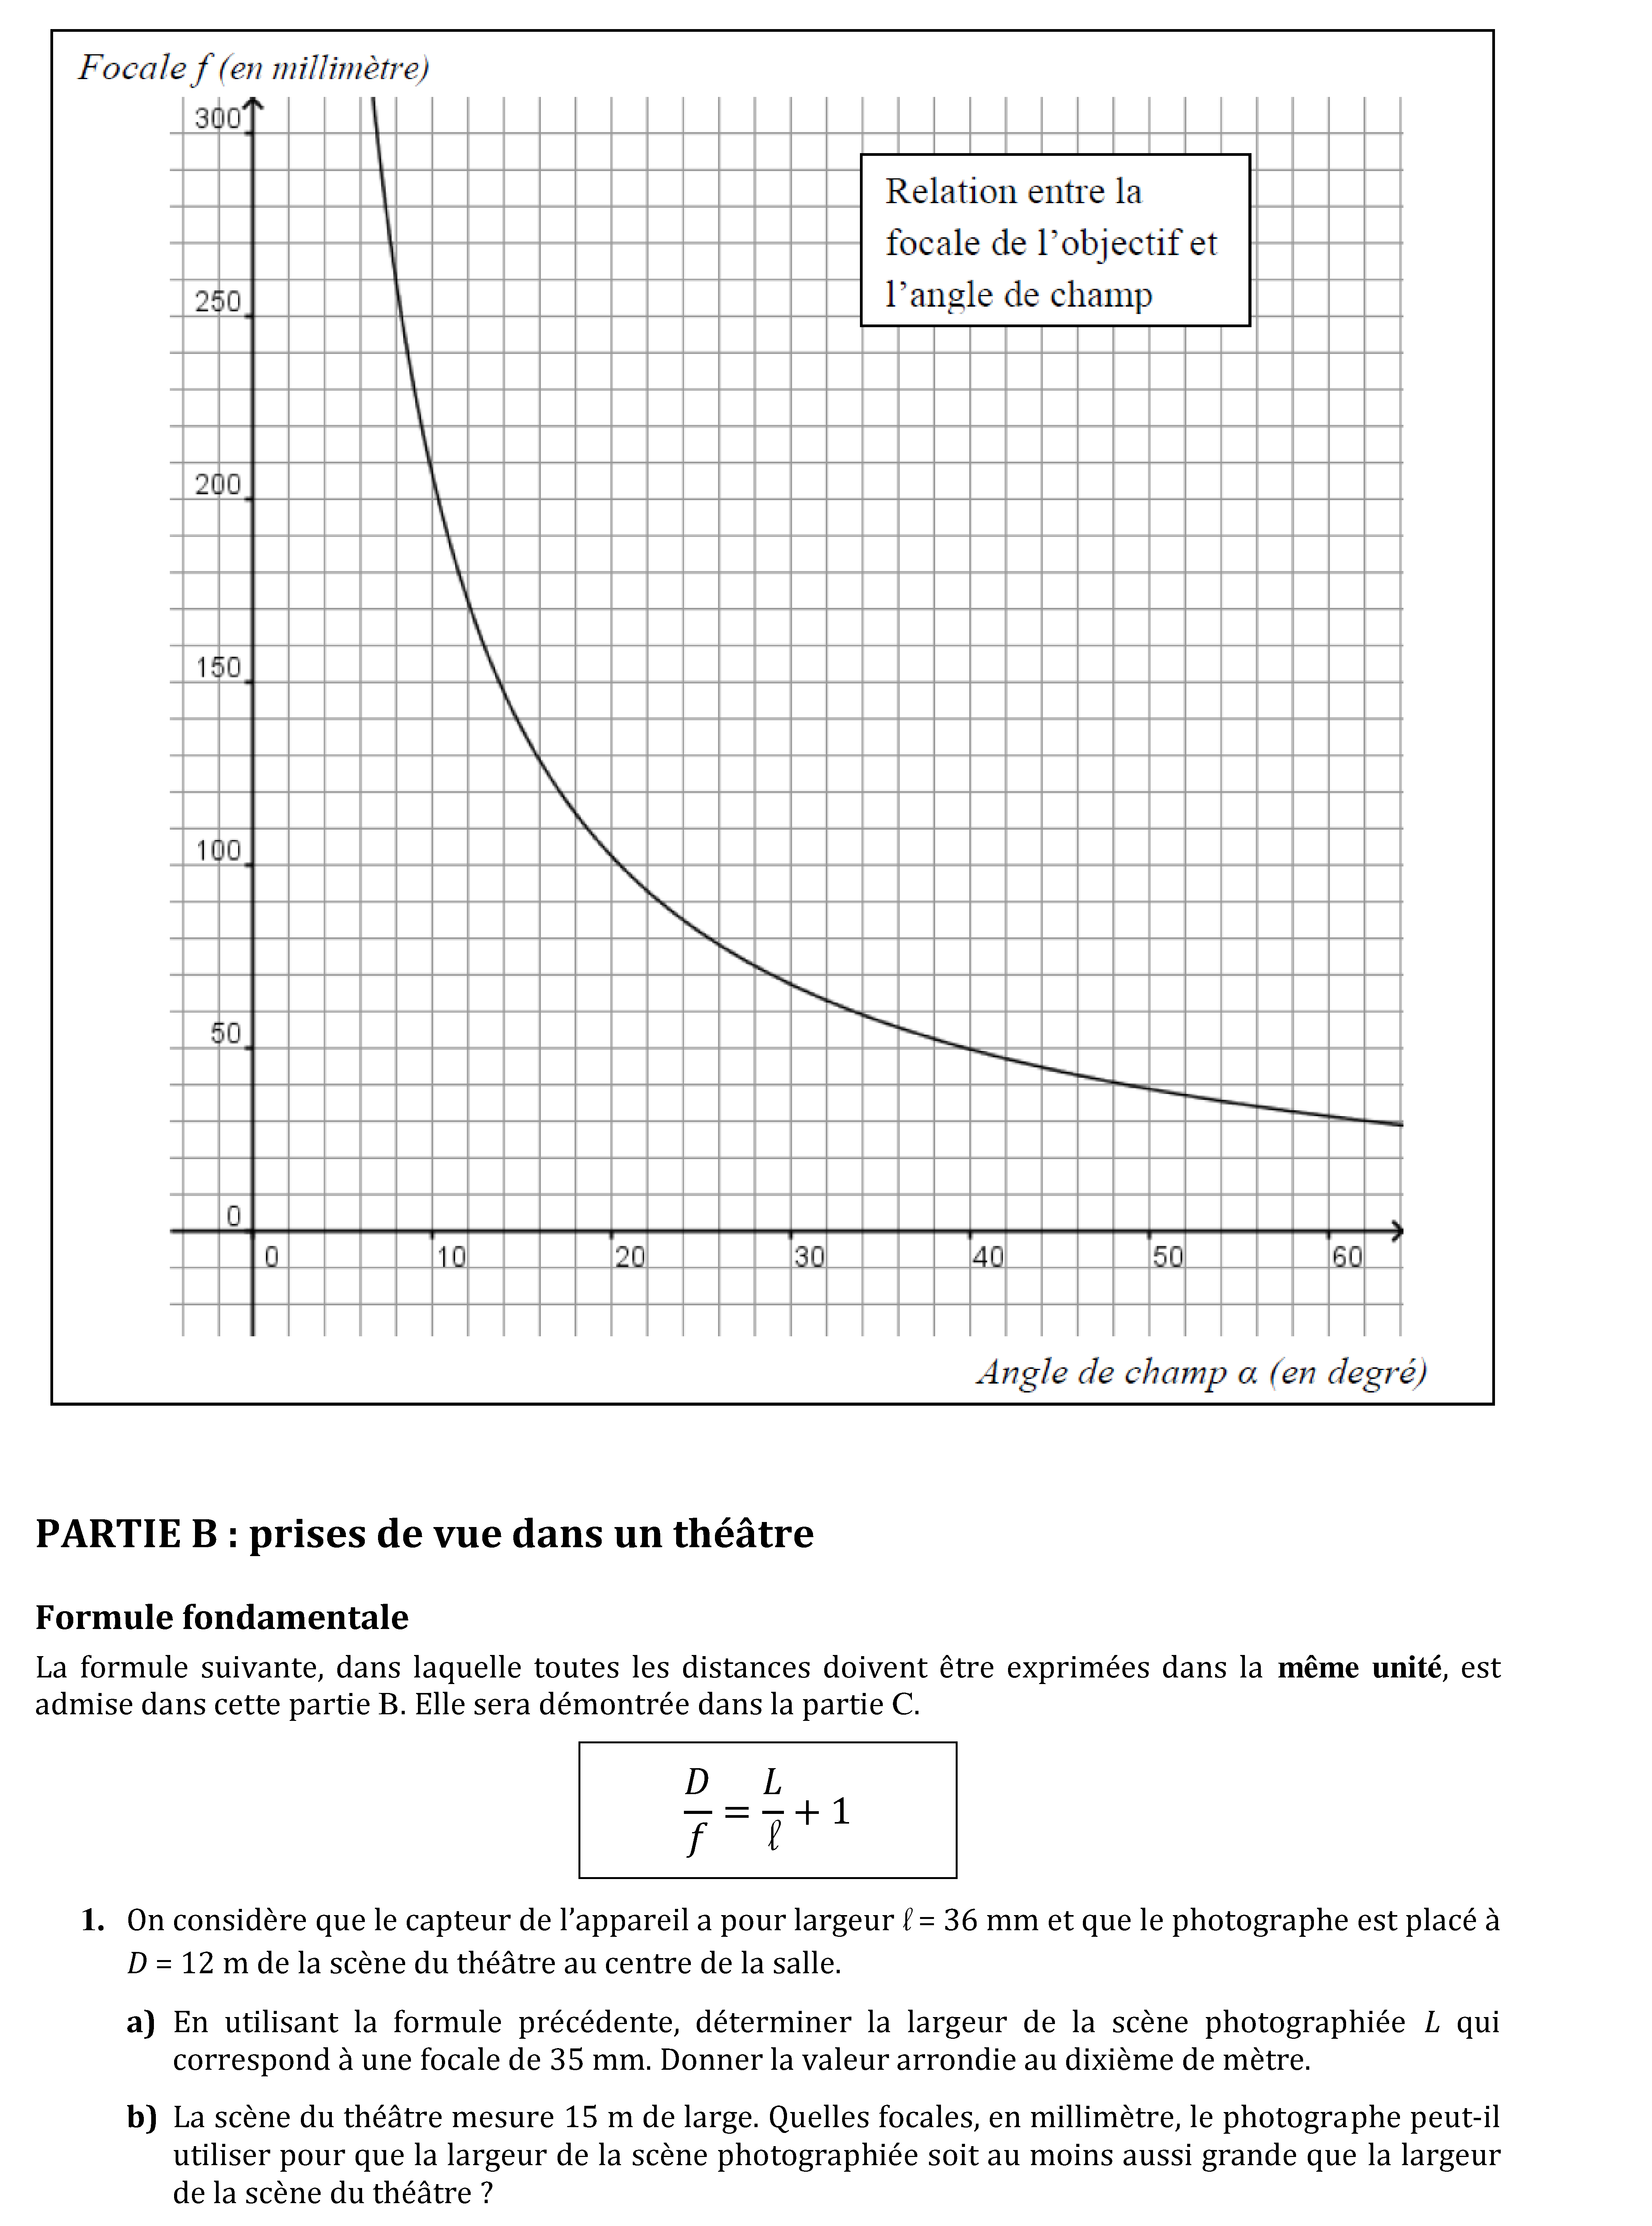 Focale f (en millimètre)
300
Relation entre la
focale de l’objectif et
l’angle de champ
250
200
150
100
50
0
0 10 20 30 40 50 60
Angle de champ α (en degré)
PARTIE B : prises de vue dans un théâtre
Formule fondamentale
La formule suivante, dans laquelle toutes les distances doivent être exprimées dans la même unité, est
admise dans cette partie B. Elle sera démontrée dans la partie C.
D/f = L/ℓ + 1
1. On considère que le capteur de l’appareil a pour largeur ℓ = 36 mm et que le photographe est placé à
D = 12 m de la scène du théâtre au centre de la salle.
a) En utilisant la formule précédente, déterminer la largeur de la scène photographiée L qui
correspond à une focale de 35 mm. Donner la valeur arrondie au dixième de mètre.
b) La scène du théâtre mesure 15 m de large. Quelles focales, en millimètre, le photographe peut-il
utiliser pour que la largeur de la scène photographiée soit au moins aussi grande que la largeur
de la scène du théâtre ?